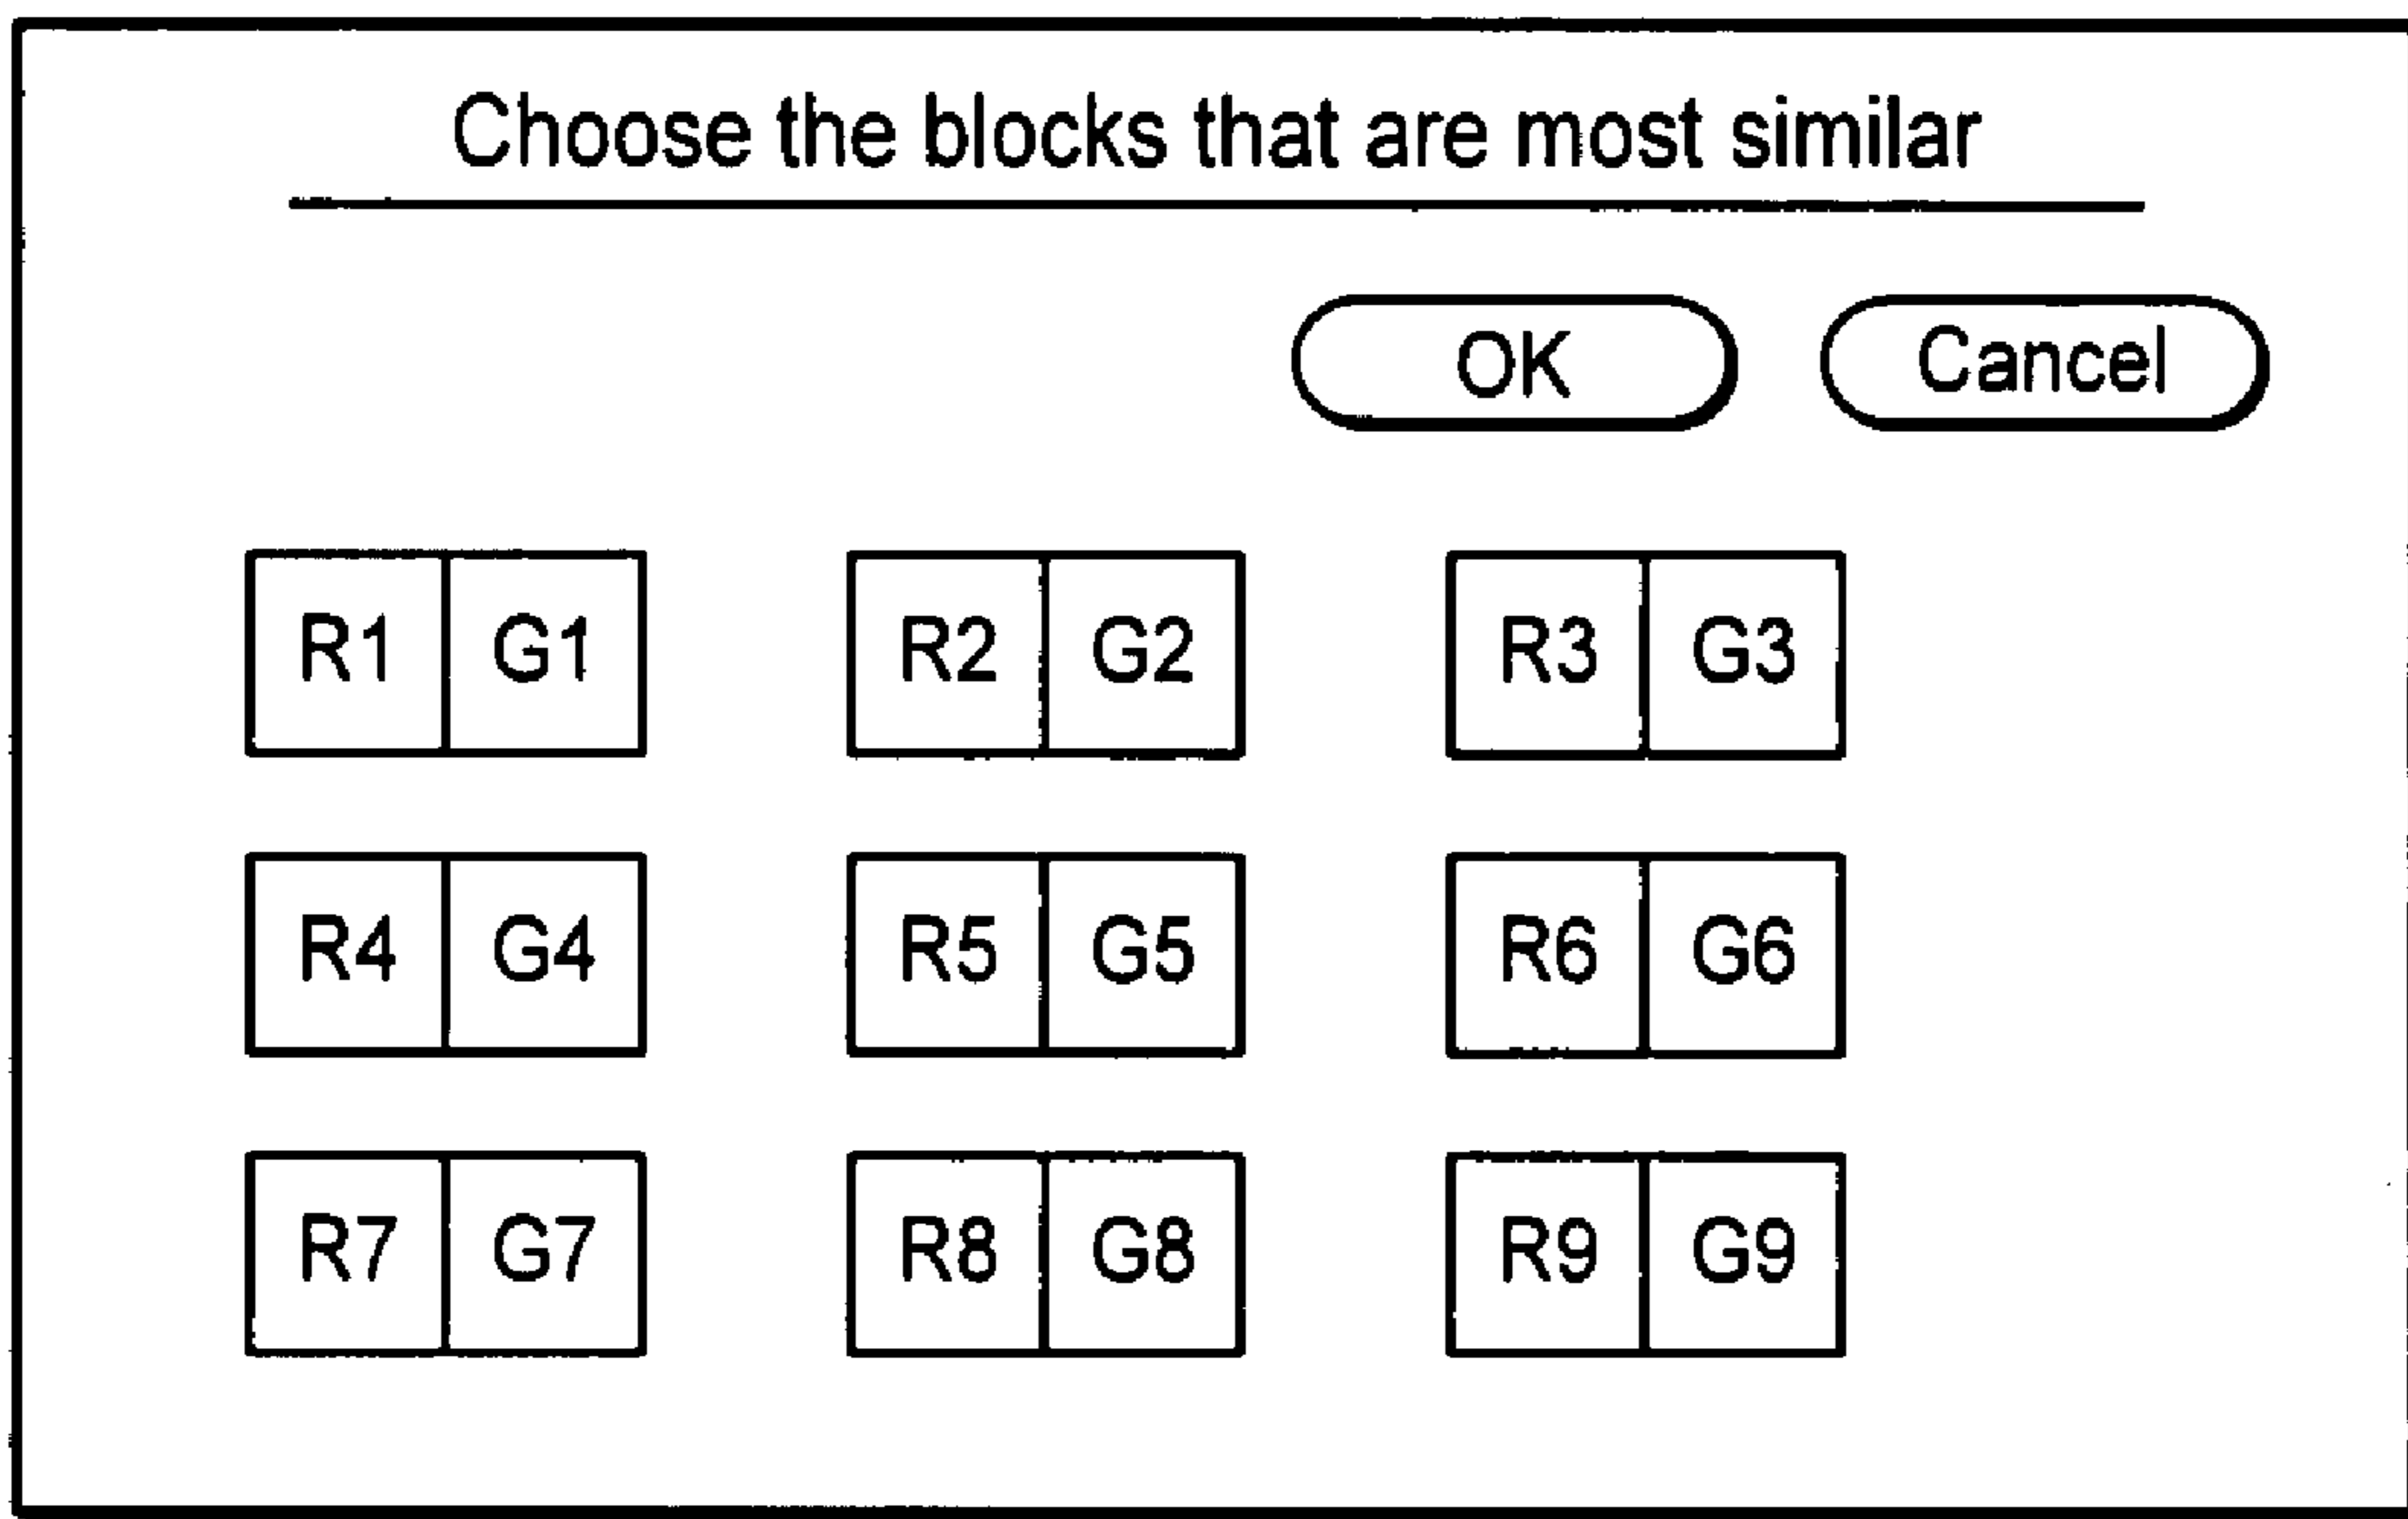 Choose the blocks that are most similar
OK Cancel
R1 G1 R2 G2 R3 G3
R4 G4 R5 G5 R6 G6
R7 G7 R8 G8 R9 G9